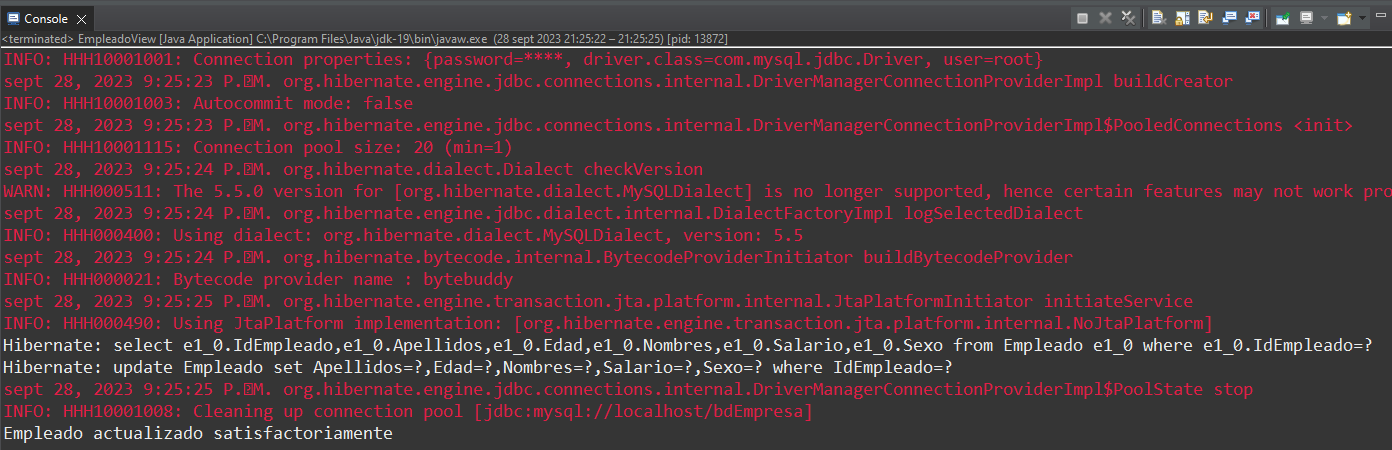 Console
<terminated> EmpleadoView [Java Application] C:\Program Files\Java\jdk-19\bin\javaw.exe (28 sept 2023 21:25:22 – 21:25:25) [pid: 13872]
INFO: HHH10001001: Connection properties: {password=****, driver.class=com.mysql.jdbc.Driver, user=root}
sept 28, 2023 9:25:23 P. M. org.hibernate.engine.jdbc.connections.internal.DriverManagerConnectionProviderImpl buildCreator
INFO: HHH10001003: Autocommit mode: false
sept 28, 2023 9:25:23 P. M. org.hibernate.engine.jdbc.connections.internal.DriverManagerConnectionProviderImpl$PooledConnections <init>
INFO: HHH10001115: Connection pool size: 20 (min=1)
sept 28, 2023 9:25:24 P. M. org.hibernate.dialect.Dialect checkVersion
WARN: HHH000511: The 5.5.0 version for [org.hibernate.dialect.MySQLDialect] is no longer supported, hence certain features may not work pro
sept 28, 2023 9:25:24 P. M. org.hibernate.engine.jdbc.dialect.internal.DialectFactoryImpl logSelectedDialect
INFO: HHH000400: Using dialect: org.hibernate.dialect.MySQLDialect, version: 5.5
sept 28, 2023 9:25:24 P. M. org.hibernate.bytecode.internal.BytecodeProviderInitiator buildBytecodeProvider
INFO: HHH000021: Bytecode provider name : bytebuddy
sept 28, 2023 9:25:25 P. M. org.hibernate.engine.transaction.jta.platform.internal.JtaPlatformInitiator initiateService
INFO: HHH000490: Using JtaPlatform implementation: [org.hibernate.engine.transaction.jta.platform.internal.NoJtaPlatform]
Hibernate: select e1_0.IdEmpleado,e1_0.Apellidos,e1_0.Edad,e1_0.Nombres,e1_0.Salario,e1_0.Sexo from Empleado e1_0 where e1_0.IdEmpleado=?
Hibernate: update Empleado set Apellidos=?,Edad=?,Nombres=?,Salario=?,Sexo=? where IdEmpleado=?
sept 28, 2023 9:25:25 P. M. org.hibernate.engine.jdbc.connections.internal.DriverManagerConnectionProviderImpl$PoolState stop
INFO: HHH10001008: Cleaning up connection pool [jdbc:mysql://localhost/bdEmpresa]
Empleado actualizado satisfactoriamente